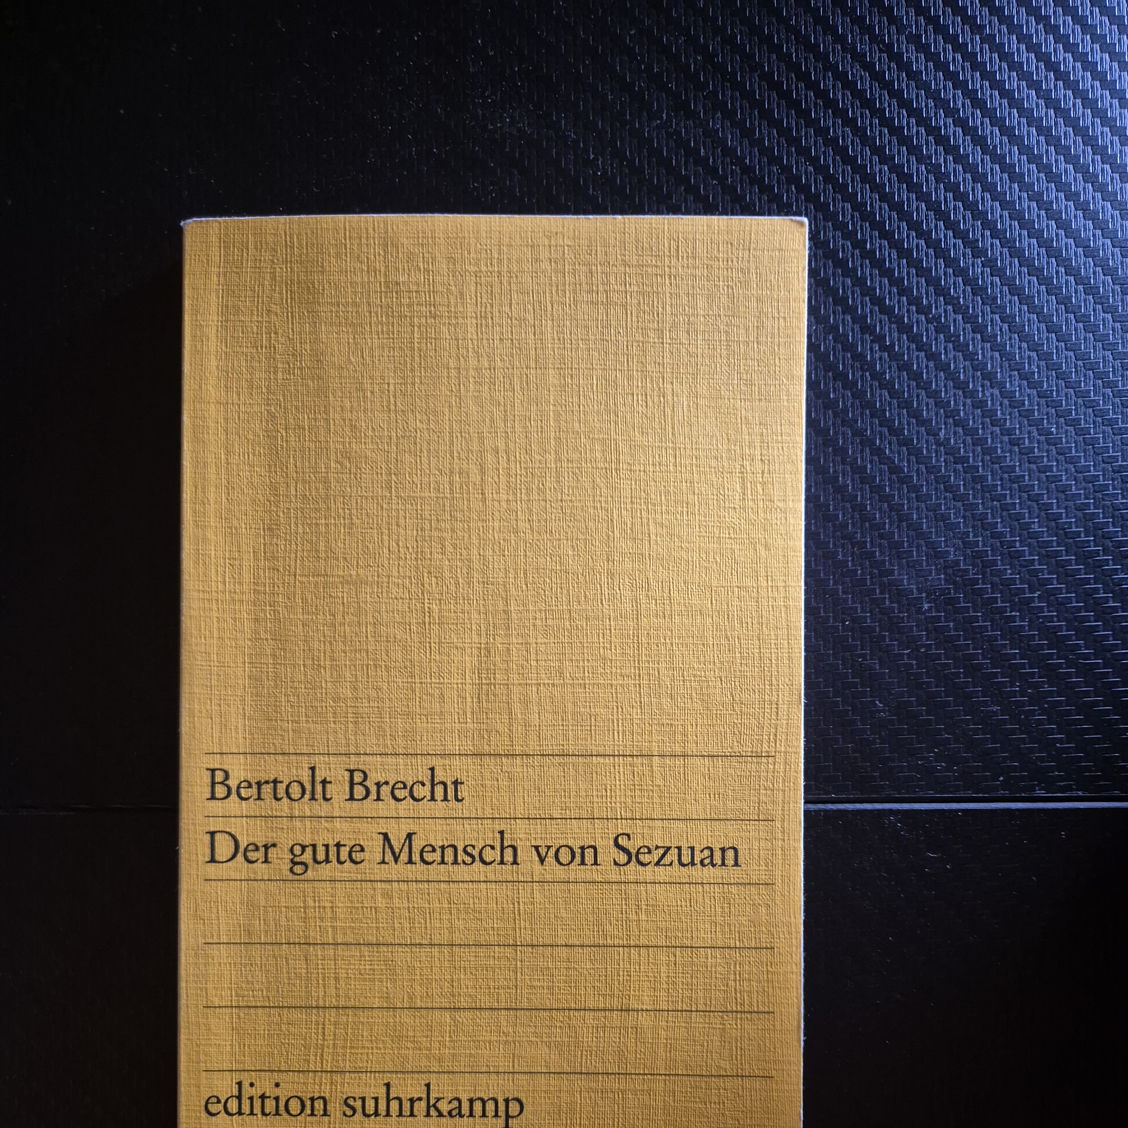 Bertolt Brecht
Der gute Mensch von Sezuan
edition suhrkamp